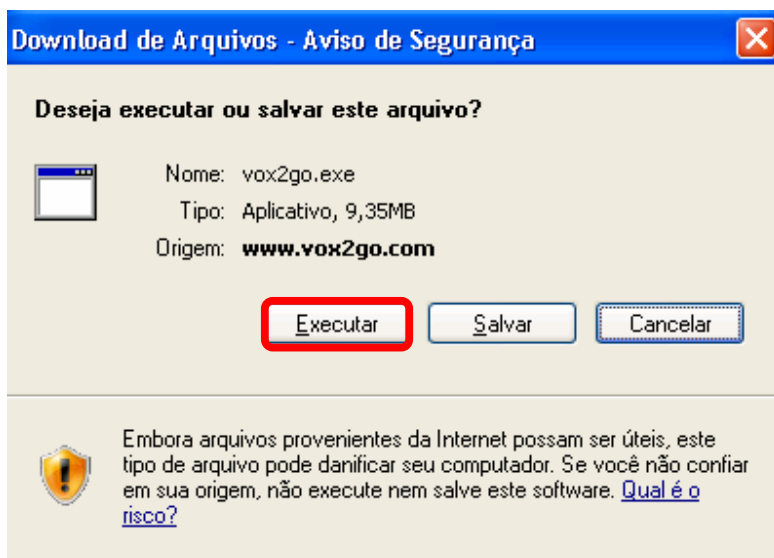 Download de Arquivos - Aviso de Segurança
Deseja executar ou salvar este arquivo?
Nome: vox2go.exe
Tipo: Aplicativo, 9,35MB
Origem: www.vox2go.com
Executar Salvar Cancelar
Embora arquivos provenientes da Internet possam ser úteis, este
tipo de arquivo pode danificar seu computador. Se você não confiar
em sua origem, não execute nem salve este software. Qual é o
risco?